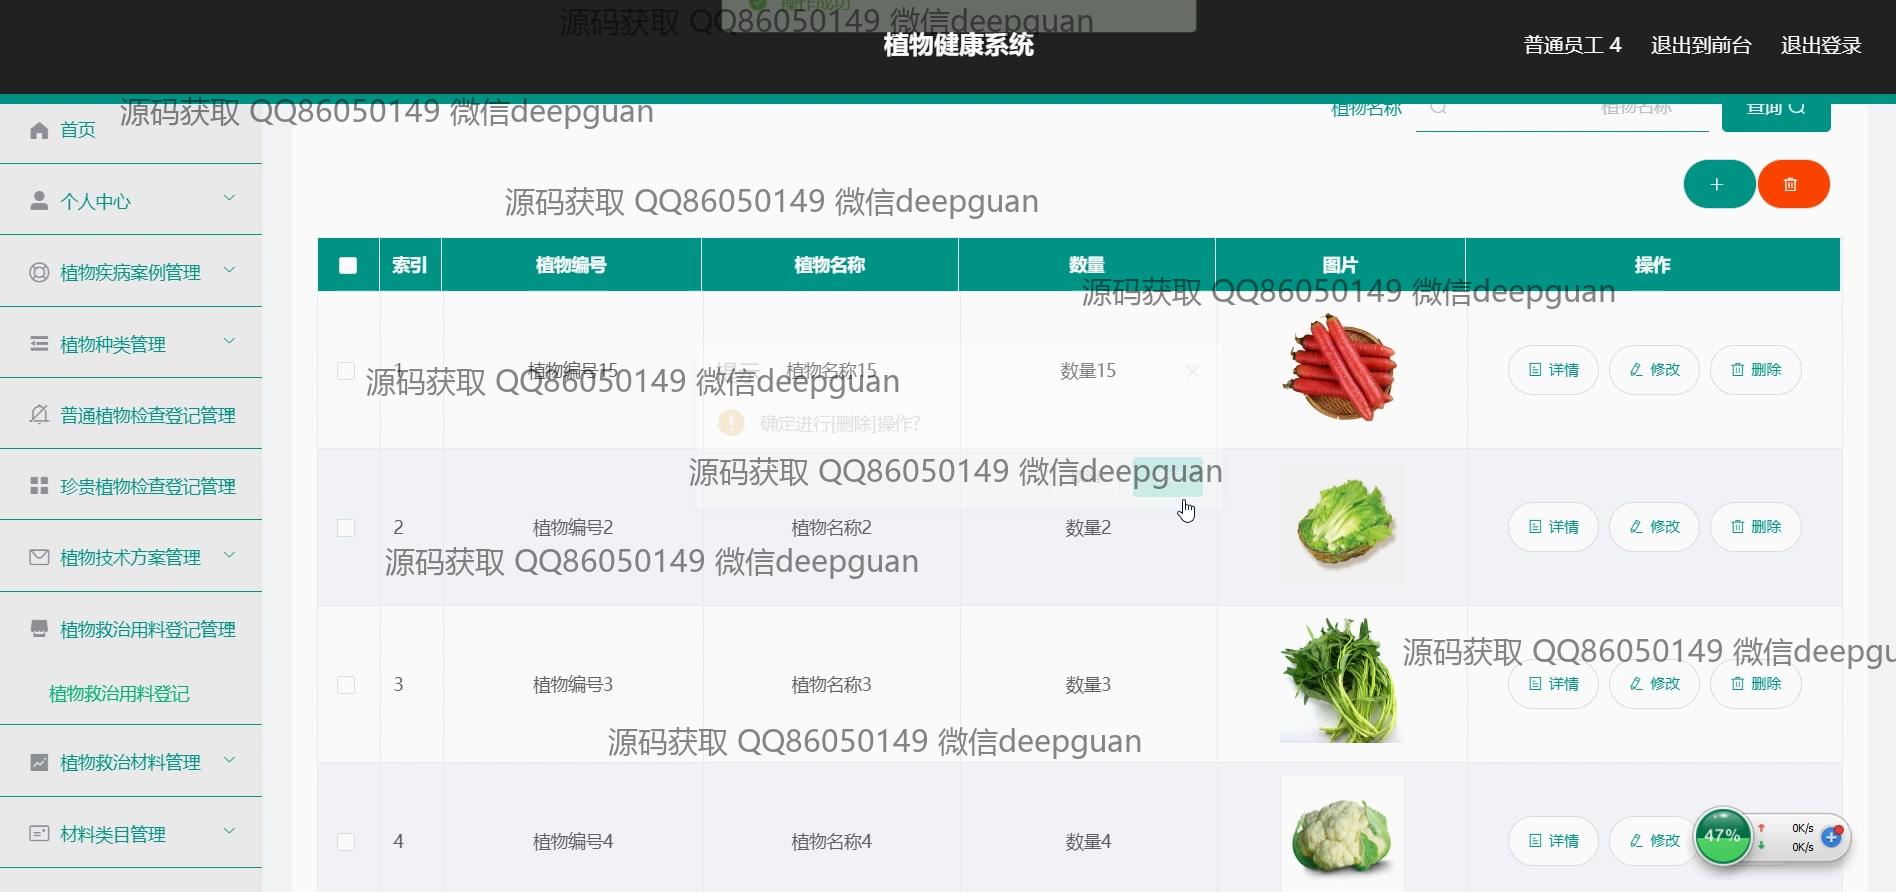 操作成功
源码获取 QQ86050149 微信deepguan
植物健康系统
普通员工 4 退出到前台 退出登录
源码获取 QQ86050149 微信deepguan
植物名称 植物名称 查询
首页
个人中心
源码获取 QQ86050149 微信deepguan
索引 植物编号 植物名称 数量 图片 操作
植物疾病案例管理
源码获取 QQ86050149 微信deepguan
植物种类管理
提示
1 植物编号15 植物名称15 数量15 详情 修改 删除
源码获取 QQ86050149 微信deepguan
普通植物检查登记管理
确定进行[删除]操作?
源码获取 QQ86050149 微信deepguan
珍贵植物检查登记管理
2 植物编号2 植物名称2 数量2 详情 修改 删除
植物技术方案管理
源码获取 QQ86050149 微信deepguan
植物救治用料登记管理
源码获取 QQ86050149 微信deepgu
3 植物编号3 植物名称3 数量3 详情 修改 删除
植物救治用料登记
源码获取 QQ86050149 微信deepguan
植物救治材料管理
材料类目管理
4 植物编号4 植物名称4 数量4 详情 修改
47% 0K/s
0K/s